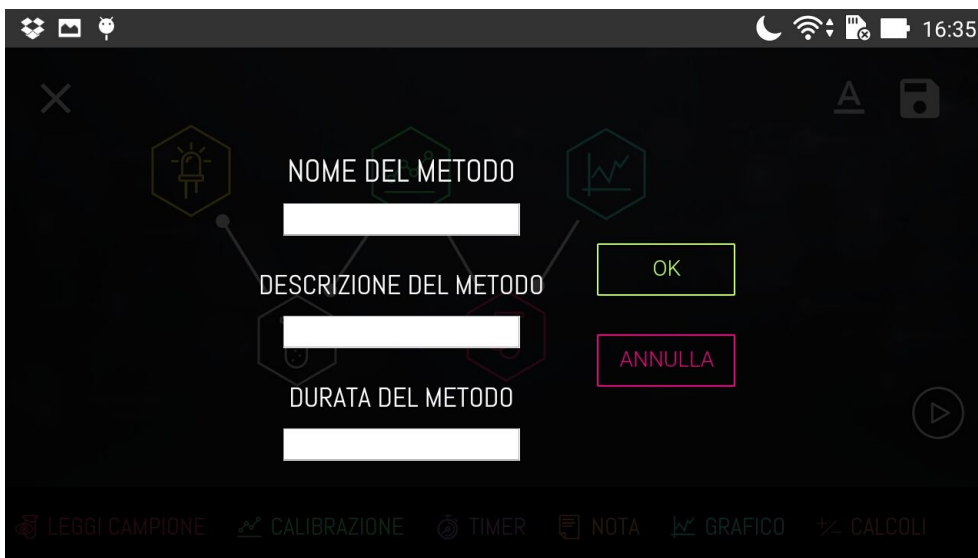 16:35
A
NOME DEL METODO
DESCRIZIONE DEL METODO
OK
ANNULLA
DURATA DEL METODO
LEGGI CAMPIONE CALIBRAZIONE TIMER NOTA GRAFICO CALCOLI